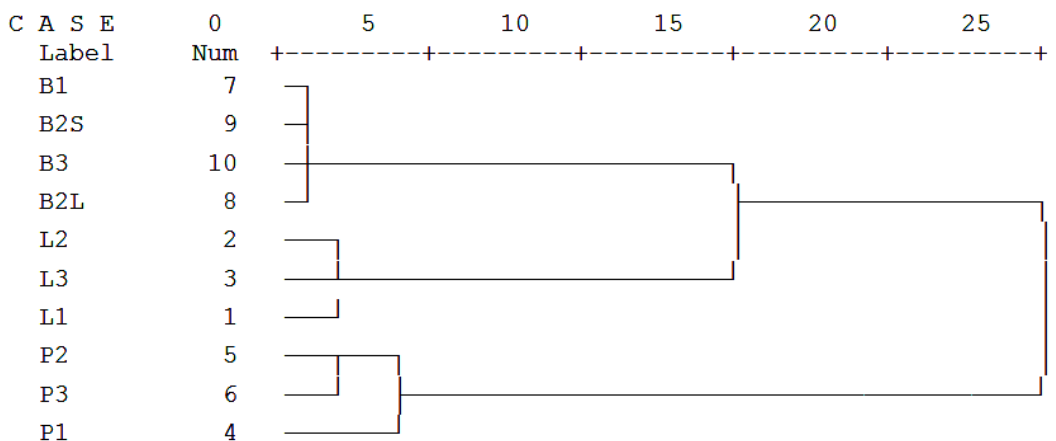 C A S E 0 5 10 15 20 25
Label Num +---------+---------+---------+---------+---------+
B1 7
B2S 9
B3 10
B2L 8
L2 2
L3 3
L1 1
P2 5
P3 6
P1 4